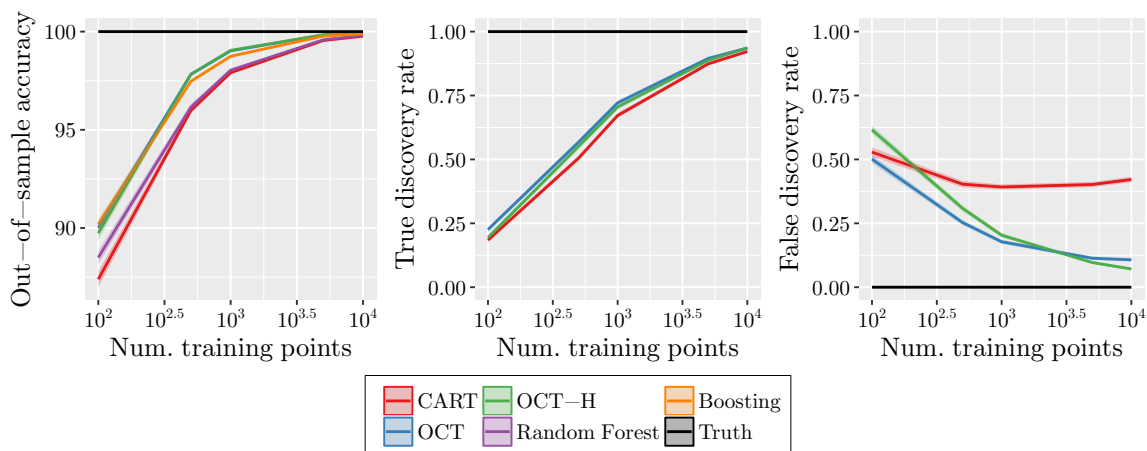 Out−of−sample accuracy
100
95
90
10^2 10^2.5 10^3 10^3.5 10^4
Num. training points
True discovery rate
1.00
0.75
0.50
0.25
0.00
10^2 10^2.5 10^3 10^3.5 10^4
Num. training points
False discovery rate
1.00
0.75
0.50
0.25
0.00
10^2 10^2.5 10^3 10^3.5 10^4
Num. training points
CART OCT−H Boosting
OCT Random Forest Truth